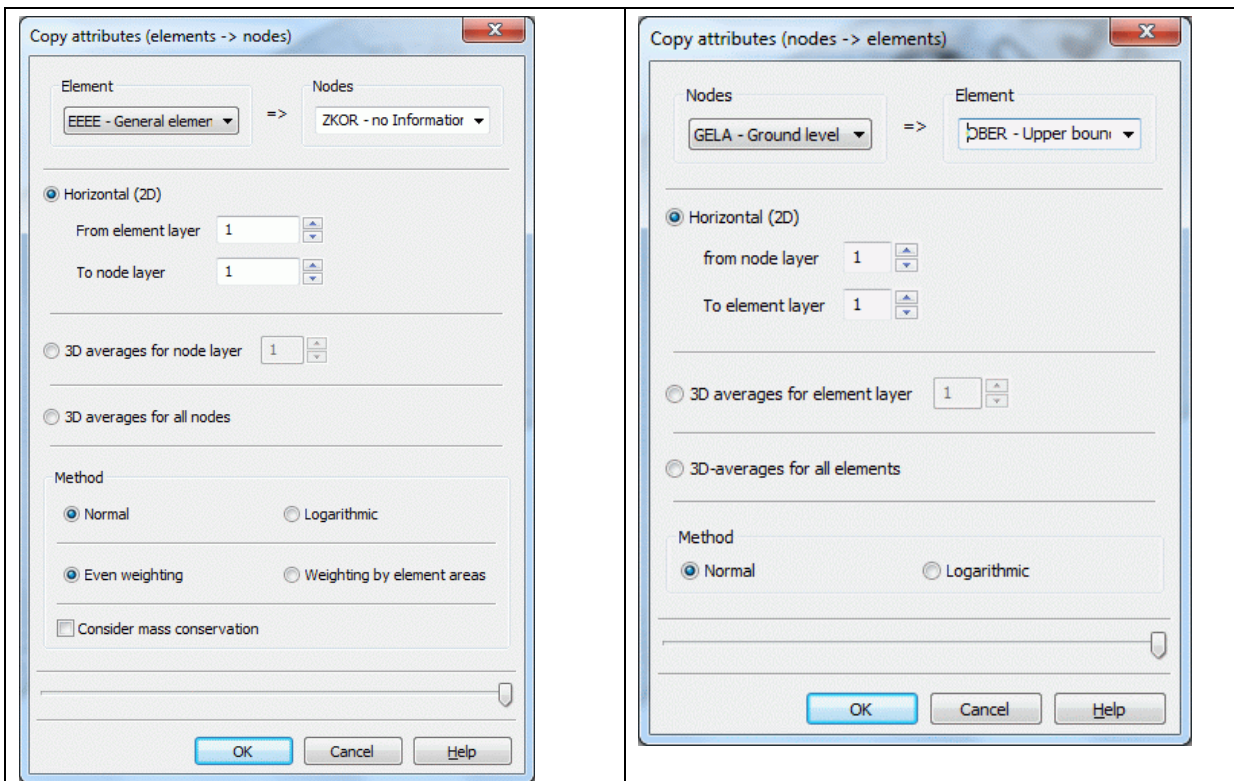 Copy attributes (elements -> nodes)
Element
Nodes
EEEE - General elemen
=>
ZKOR - no Information
Horizontal (2D)
From element layer 1
To node layer 1
3D averages for node layer 1
3D averages for all nodes
Method
Normal Logarithmic
Even weighting Weighting by element areas
Consider mass conservation
OK Cancel Help
Copy attributes (nodes -> elements)
Nodes
Element
GELA - Ground level
=>
OBER - Upper boun
Horizontal (2D)
from node layer 1
To element layer 1
3D averages for element layer 1
3D-averages for all elements
Method
Normal Logarithmic
OK Cancel Help